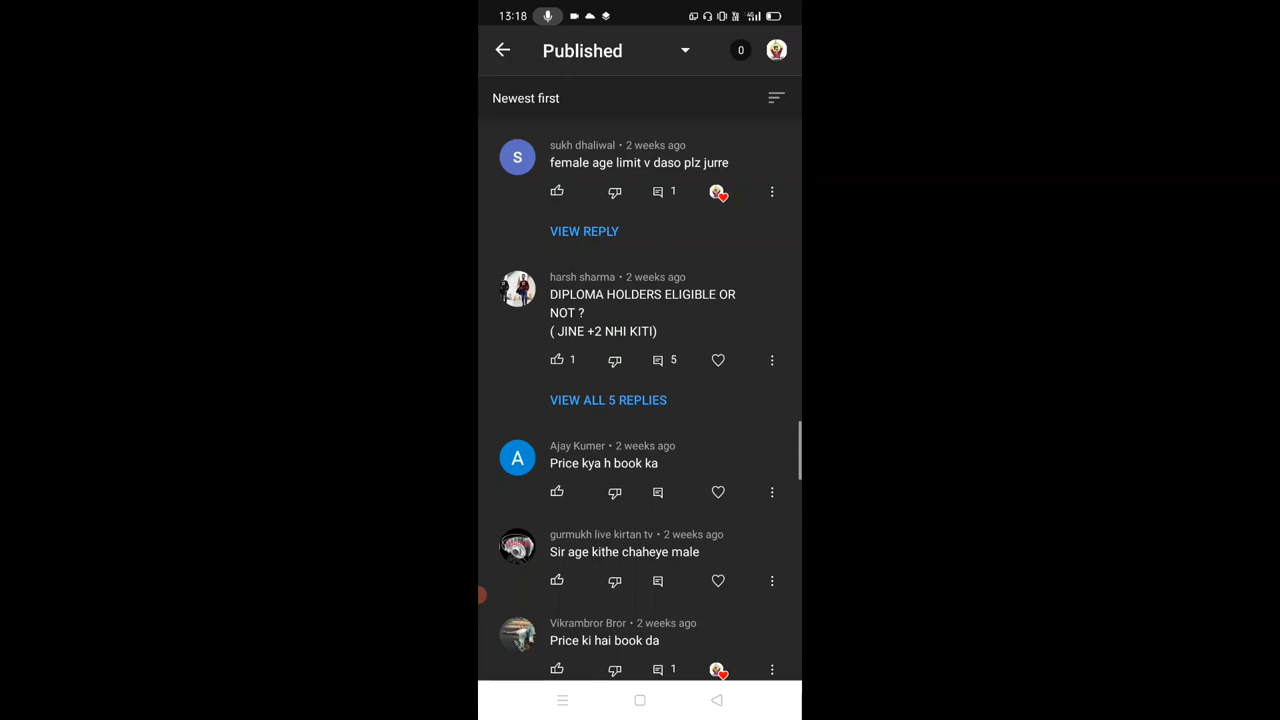 13:18
Published
0
Newest first
sukh dhaliwal • 2 weeks ago
female age limit v daso plz jurre
1
VIEW REPLY
harsh sharma • 2 weeks ago
DIPLOMA HOLDERS ELIGIBLE OR
NOT ?
( JINE +2 NHI KITI)
1 5
VIEW ALL 5 REPLIES
A
Ajay Kumer • 2 weeks ago
Price kya h book ka
gurmukh live kirtan tv • 2 weeks ago
Sir age kithe chaheye male
Vikrambror Bror • 2 weeks ago
Price ki hai book da
1
S